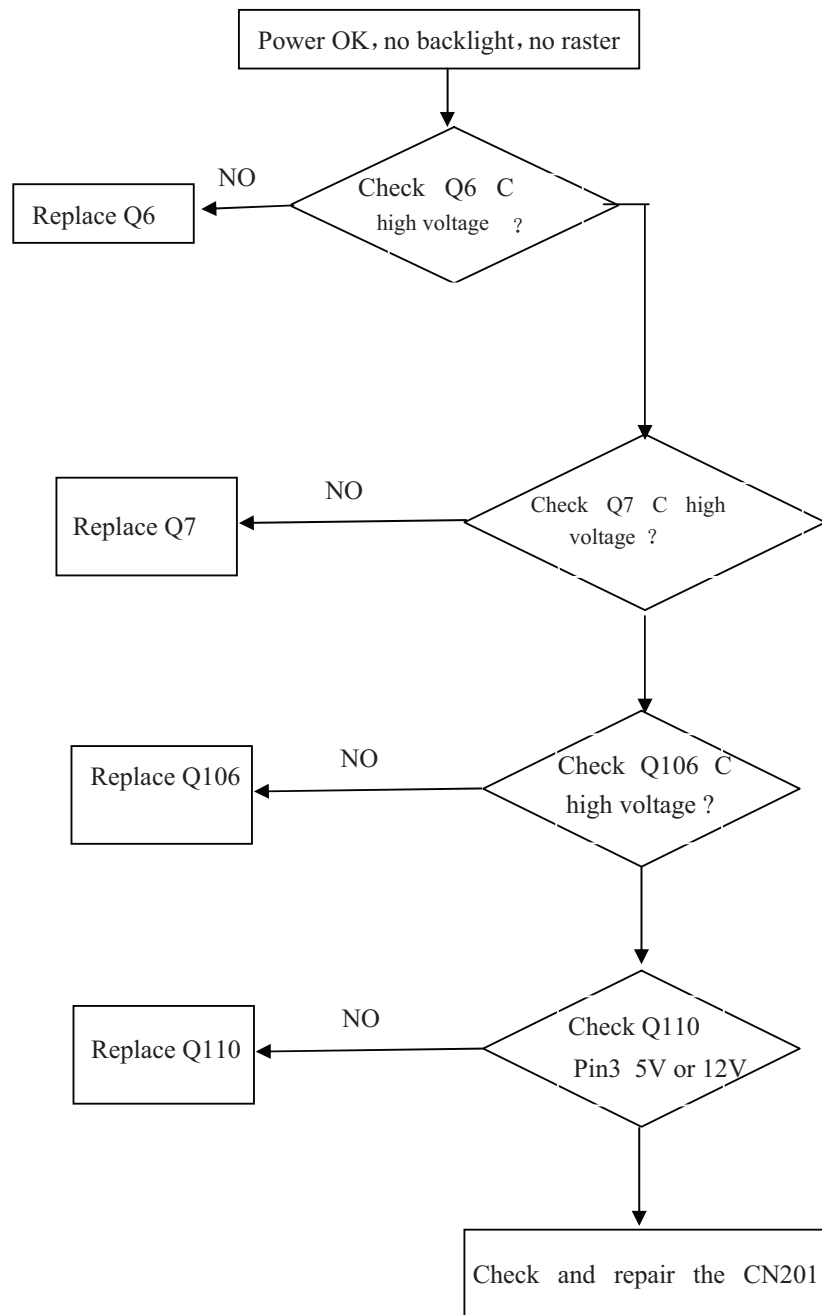 Power OK，no backlight，no raster
NO
Check Q6 C
high voltage ？
Replace Q6
NO
Check Q7 C high
voltage ？
Replace Q7
NO
Check Q106 C
high voltage？
Replace Q106
NO
Check Q110
Pin3 5V or 12V
Replace Q110
Check and repair the CN201